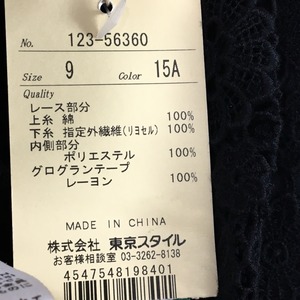 No. 123-56360
Size 9 Color 15A
Quality
レース部分
上糸 綿 100%
下糸 指定外繊維(リヨセル) 100%
内側部分
ポリエステル 100%
グログランテープ
レーヨン 100%
MADE IN CHINA
株式会社 東京スタイル
お客様相談室 03-3262-8138
4547548198401